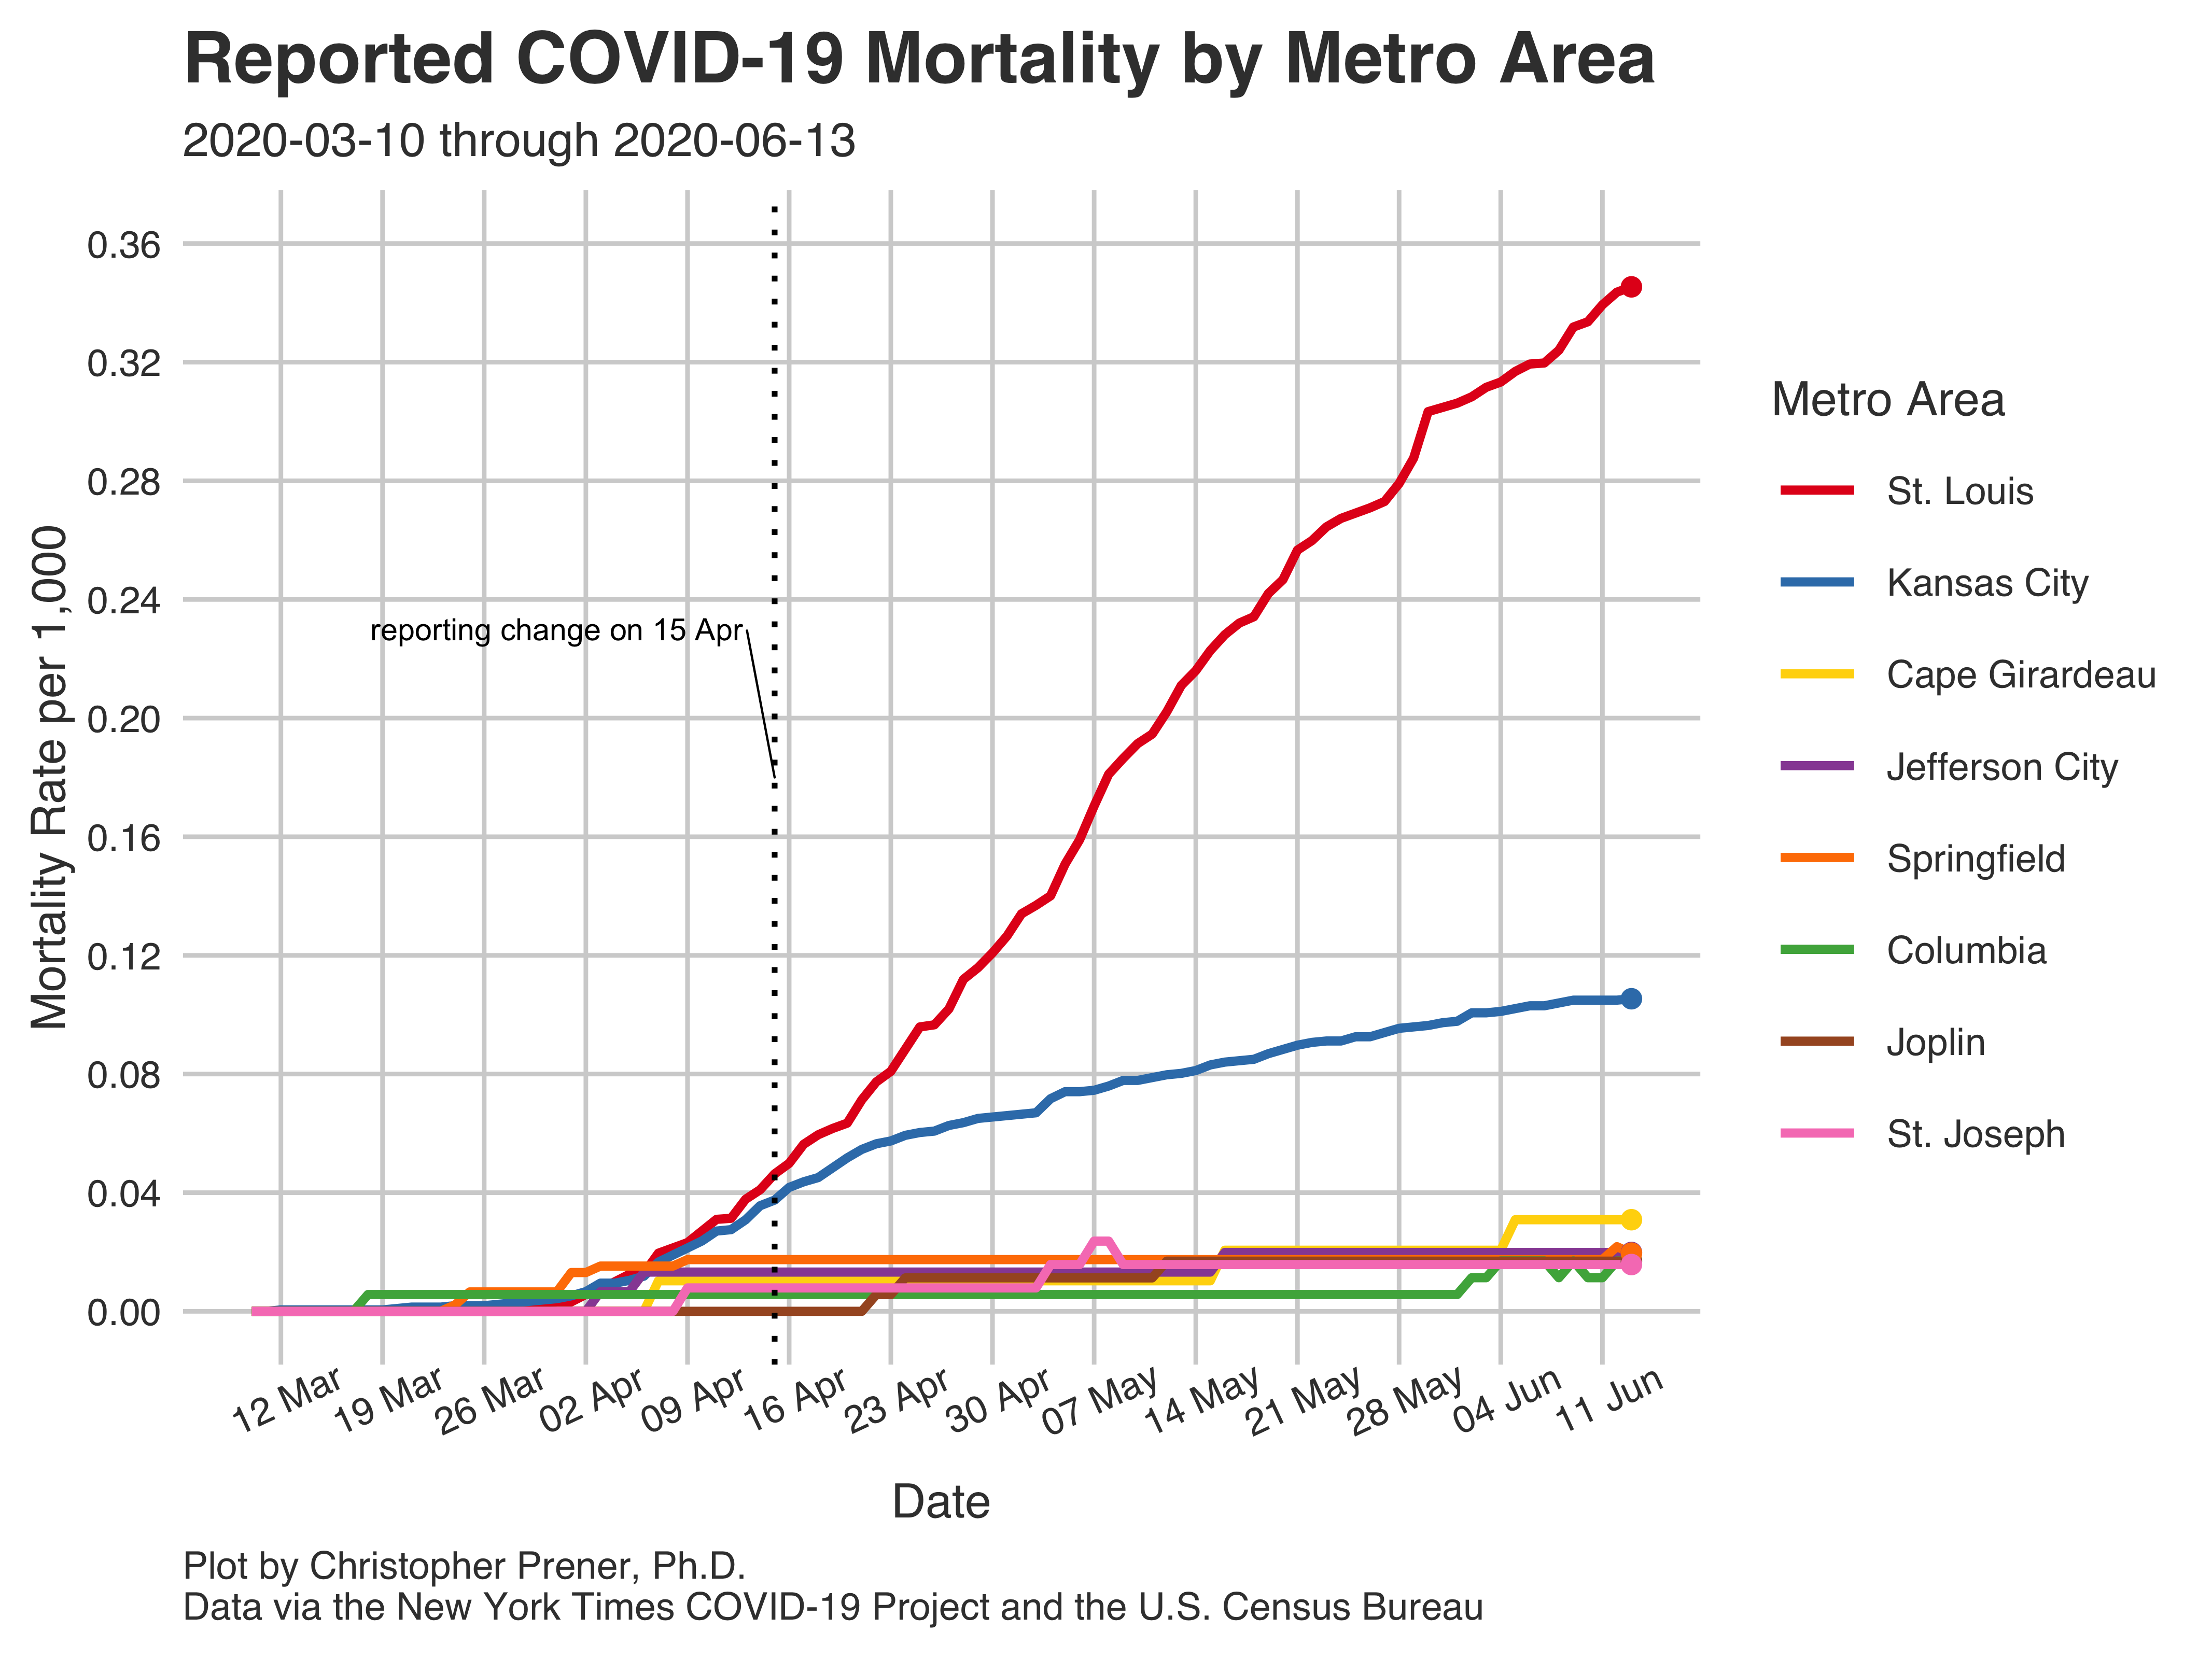 Reported COVID-19 Mortality by Metro Area
2020-03-10 through 2020-06-13
Mortality Rate per 1,000
0.36
0.32
0.28
0.24
0.20
0.16
0.12
0.08
0.04
0.00
reporting change on 15 Apr
12 Mar
19 Mar
26 Mar
02 Apr
09 Apr
16 Apr
23 Apr
30 Apr
07 May
14 May
21 May
28 May
04 Jun
11 Jun
Date
Metro Area
St. Louis
Kansas City
Cape Girardeau
Jefferson City
Springfield
Columbia
Joplin
St. Joseph
Plot by Christopher Prener, Ph.D.
Data via the New York Times COVID-19 Project and the U.S. Census Bureau